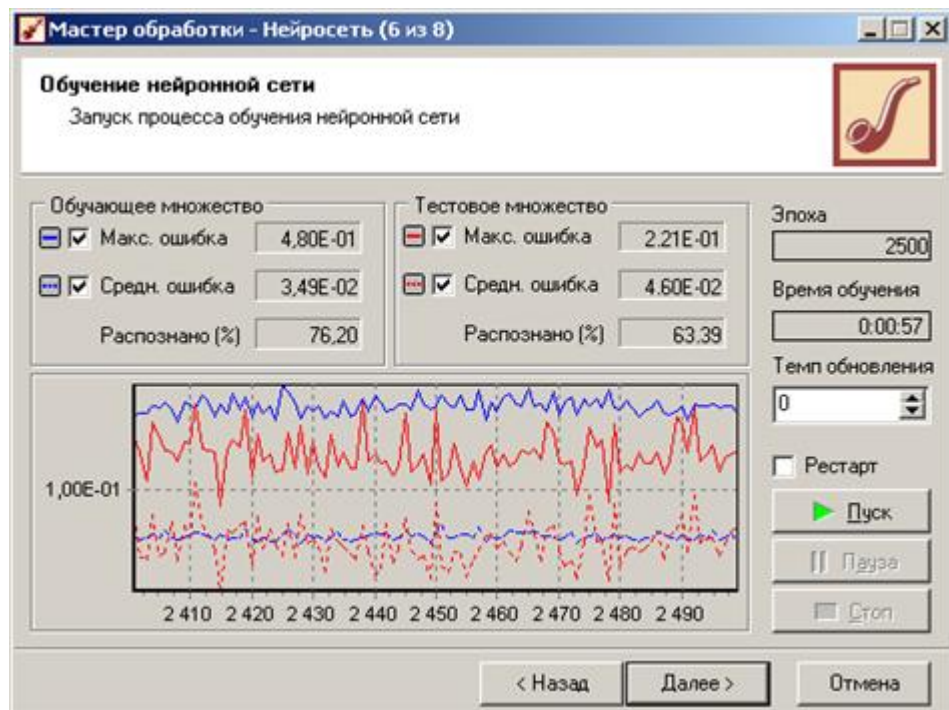 Мастер обработки - Нейросеть (6 из 8)
Обучение нейронной сети
Запуск процесса обучения нейронной сети
Обучающее множество
Макс. ошибка 4,80E-01
Средн. ошибка 3,49E-02
Распознано (%) 76,20
Тестовое множество
Макс. ошибка 2.21E-01
Средн. ошибка 4.60E-02
Распознано (%) 63.39
Эпоха
2500
Время обучения
0:00:57
Темп обновления
0
Рестарт
Пуск
Пауза
Стоп
1,00E-01
2 410 2 420 2 430 2 440 2 450 2 460 2 470 2 480 2 490
< Назад
Далее >
Отмена